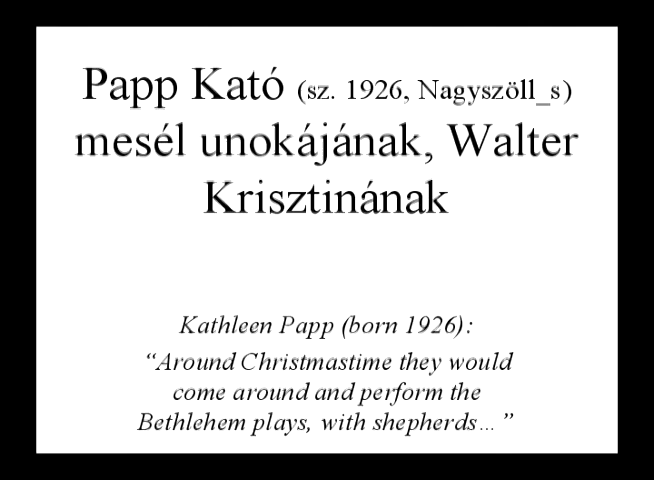 Papp Kató (sz. 1926, Nagyszöll_s)
mesél unokájának, Walter
Krisztinának
Kathleen Papp (born 1926):
“Around Christmastime they would
come around and perform the
Bethlehem plays, with shepherds…”